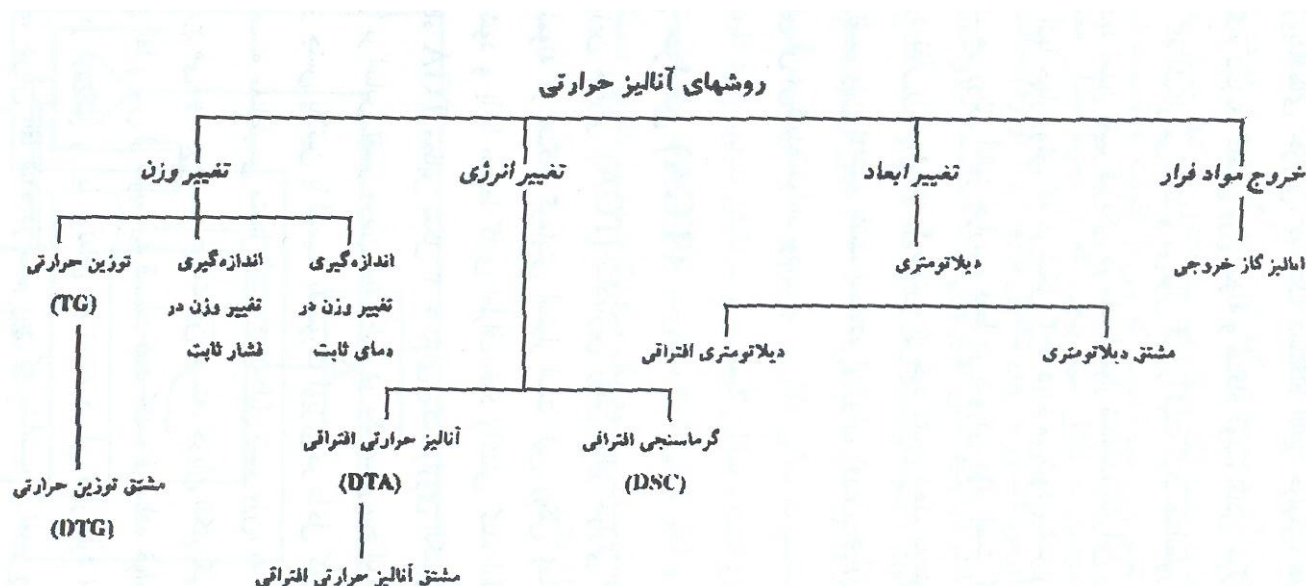 روشهای آنالیز حرارتی
خروج مواد فرار
تغییر ابعاد
تغییر انرژی
تغییر وزن
آنالیز گاز خروجی
دیلاتومتری
اندازه‌گیری
تغییر وزن در
دمای ثابت
اندازه‌گیری
تغییر وزن در
فشار ثابت
توزین حرارتی
(TG)
مشتق دیلاتومتری
دیلاتومتری افتراقی
گرماسنجی افتراقی
(DSC)
آنالیز حرارتی افتراقی
(DTA)
مشتق توزین حرارتی
(DTG)
مشتق آنالیز حرارتی افتراقی